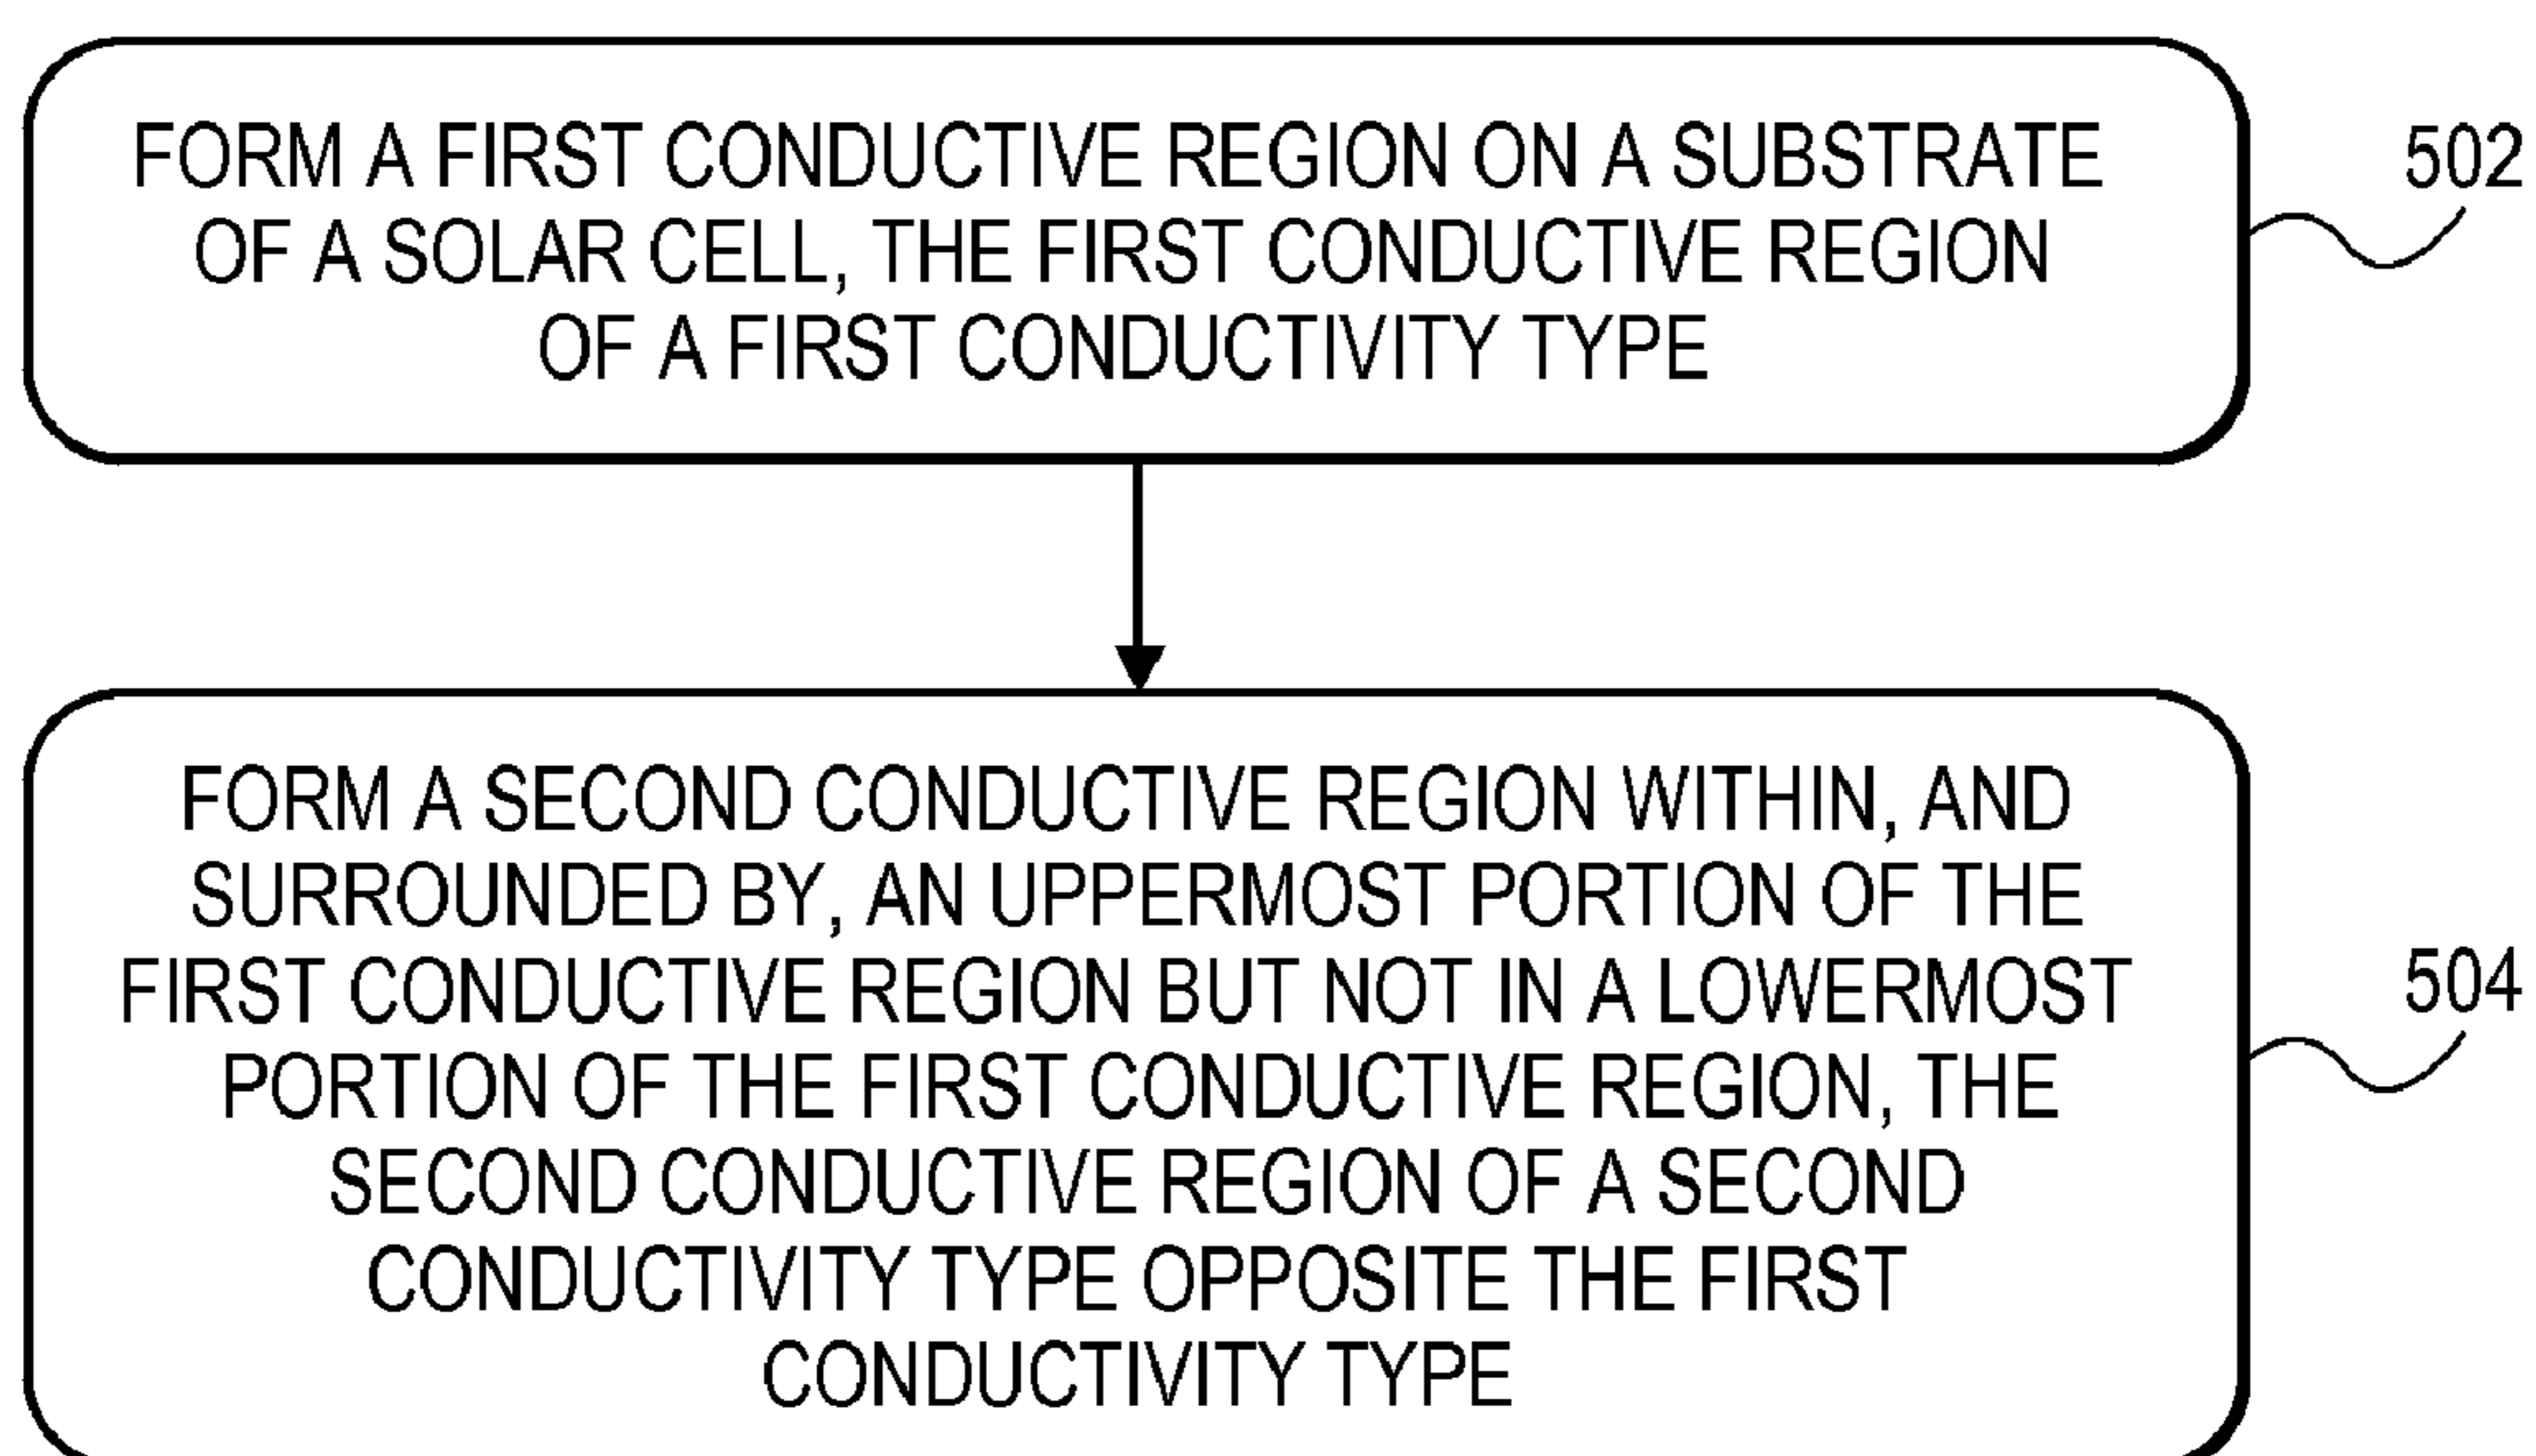 FORM A FIRST CONDUCTIVE REGION ON A SUBSTRATE
OF A SOLAR CELL, THE FIRST CONDUCTIVE REGION
OF A FIRST CONDUCTIVITY TYPE
502
FORM A SECOND CONDUCTIVE REGION WITHIN, AND
SURROUNDED BY, AN UPPERMOST PORTION OF THE
FIRST CONDUCTIVE REGION BUT NOT IN A LOWERMOST
PORTION OF THE FIRST CONDUCTIVE REGION, THE
SECOND CONDUCTIVE REGION OF A SECOND
CONDUCTIVITY TYPE OPPOSITE THE FIRST
CONDUCTIVITY TYPE
504